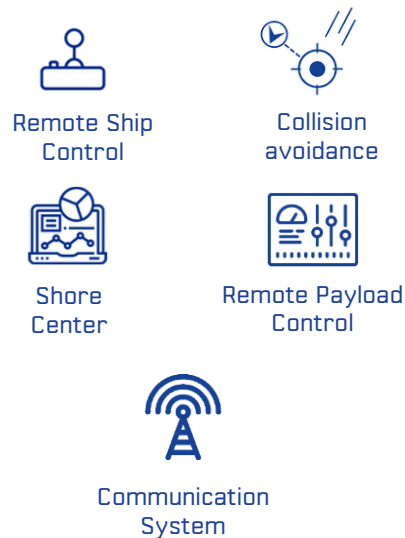 Remote Ship
Control
Collision
avoidance
Shore
Center
Remote Payload
Control
Communication
System